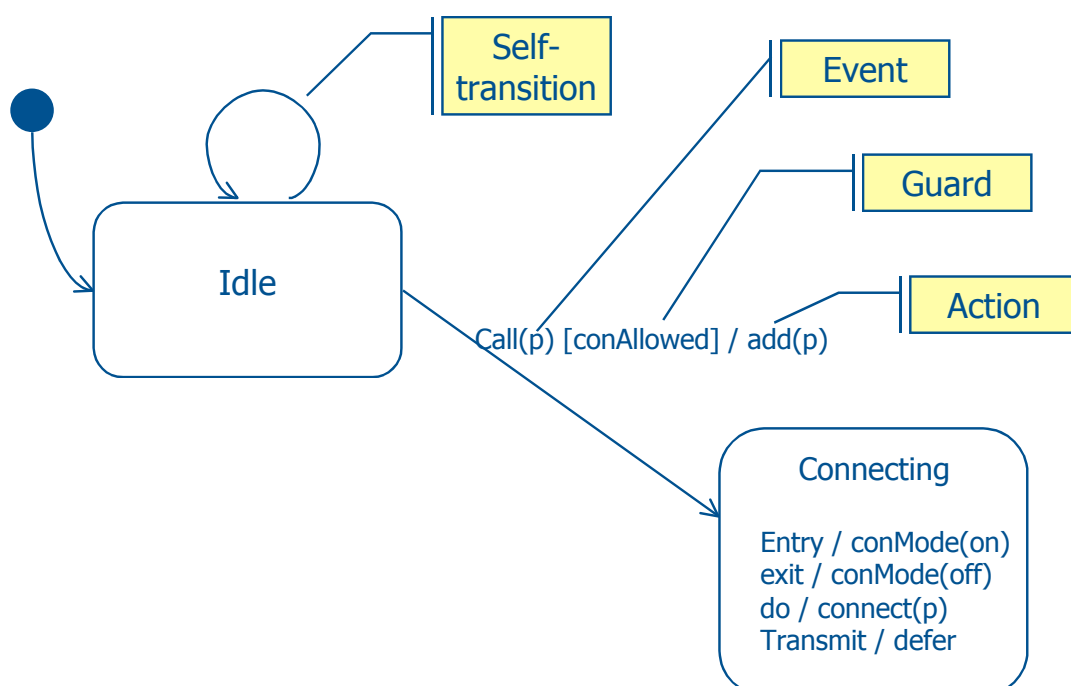 Self-
transition
Event
Guard
Idle
Action
Call(p) [conAllowed] / add(p)
Connecting
Entry / conMode(on)
exit / conMode(off)
do / connect(p)
Transmit / defer